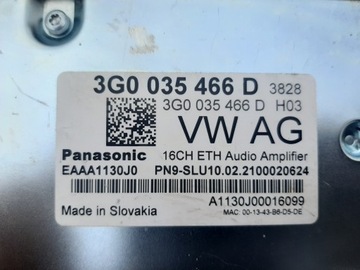 3G0 035 466 D 3828
3G0 035 466 D H03
VW AG
Panasonic 16CH ETH Audio Amplifier
EAAA1130J0 PN9-SLU10.02.2100020624
A1130J00016099
Made in Slovakia MAC: 00-13-43-B6-D5-DE